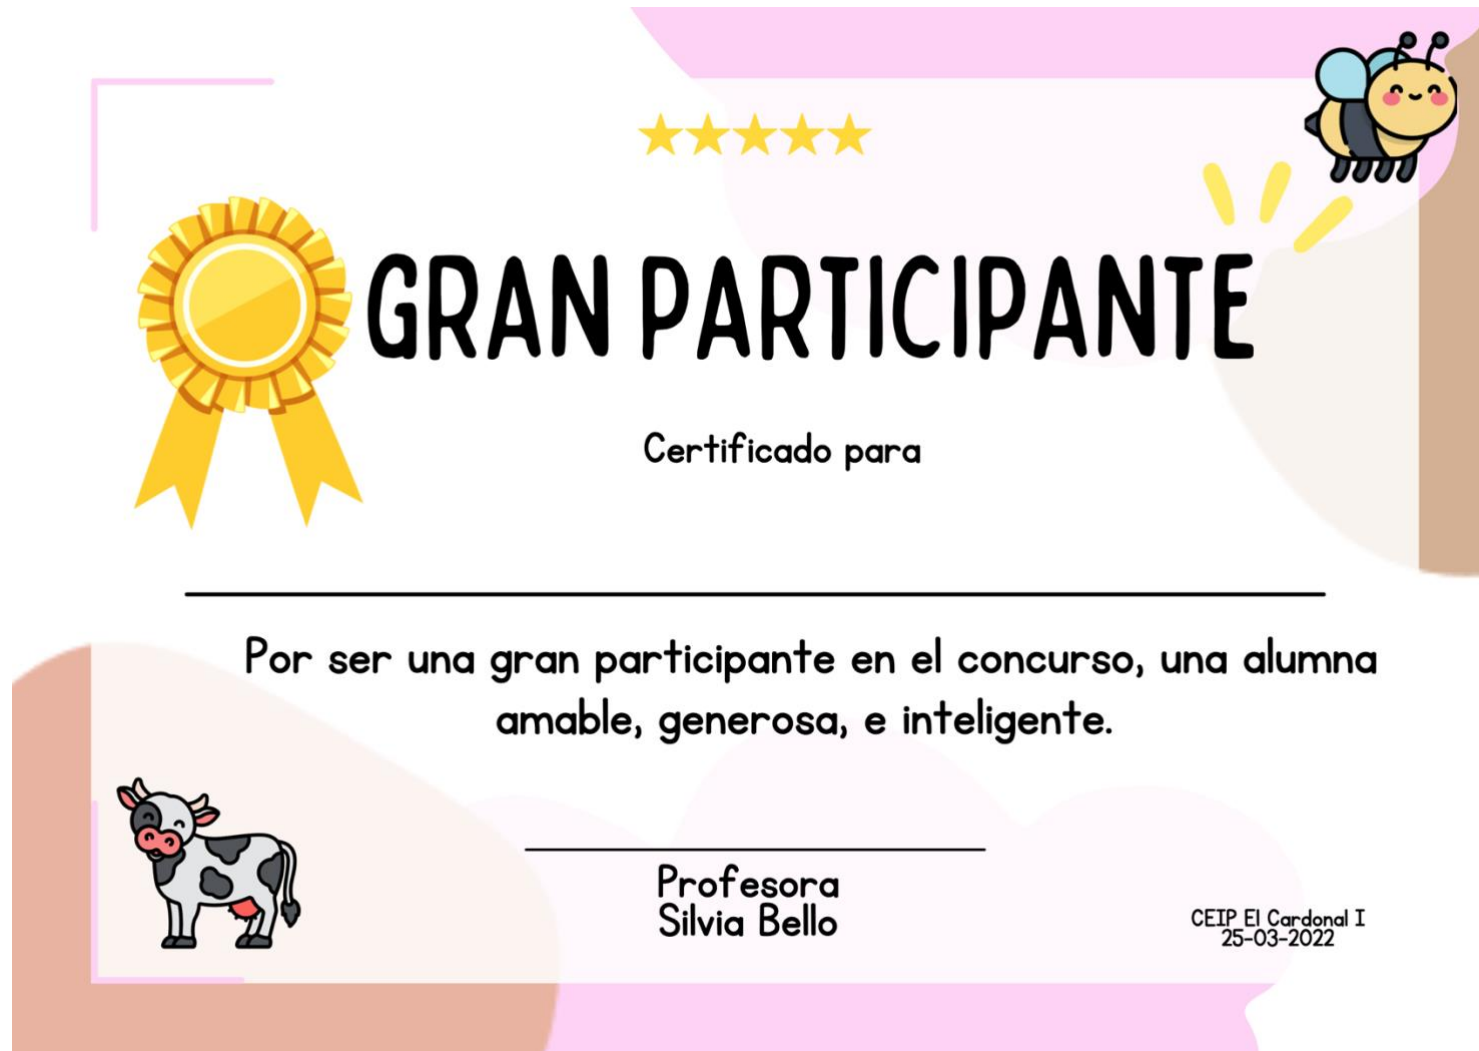 GRAN PARTICIPANTE
Certificado para
Por ser una gran participante en el concurso, una alumna
amable, generosa, e inteligente.
Profesora
Silvia Bello
CEIP El Cardonal I
25-03-2022